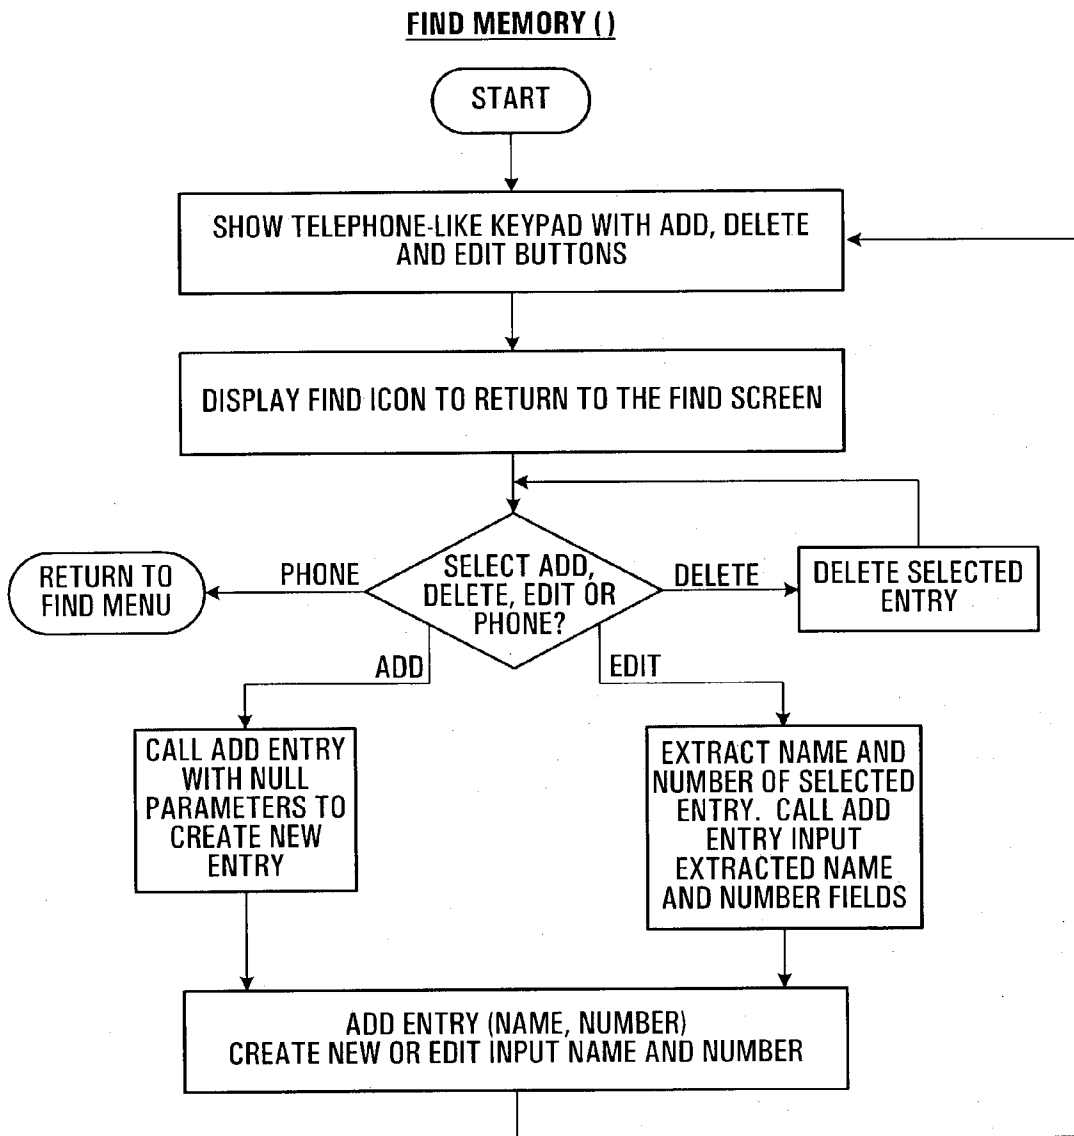 FIND MEMORY ( )
START
SHOW TELEPHONE-LIKE KEYPAD WITH ADD, DELETE
AND EDIT BUTTONS
DISPLAY FIND ICON TO RETURN TO THE FIND SCREEN
SELECT ADD,
DELETE, EDIT OR
PHONE?
PHONE
RETURN TO
FIND MENU
DELETE
DELETE SELECTED
ENTRY
ADD
EDIT
CALL ADD ENTRY
WITH NULL
PARAMETERS TO
CREATE NEW
ENTRY
EXTRACT NAME AND
NUMBER OF SELECTED
ENTRY. CALL ADD
ENTRY INPUT
EXTRACTED NAME
AND NUMBER FIELDS
ADD ENTRY (NAME, NUMBER)
CREATE NEW OR EDIT INPUT NAME AND NUMBER